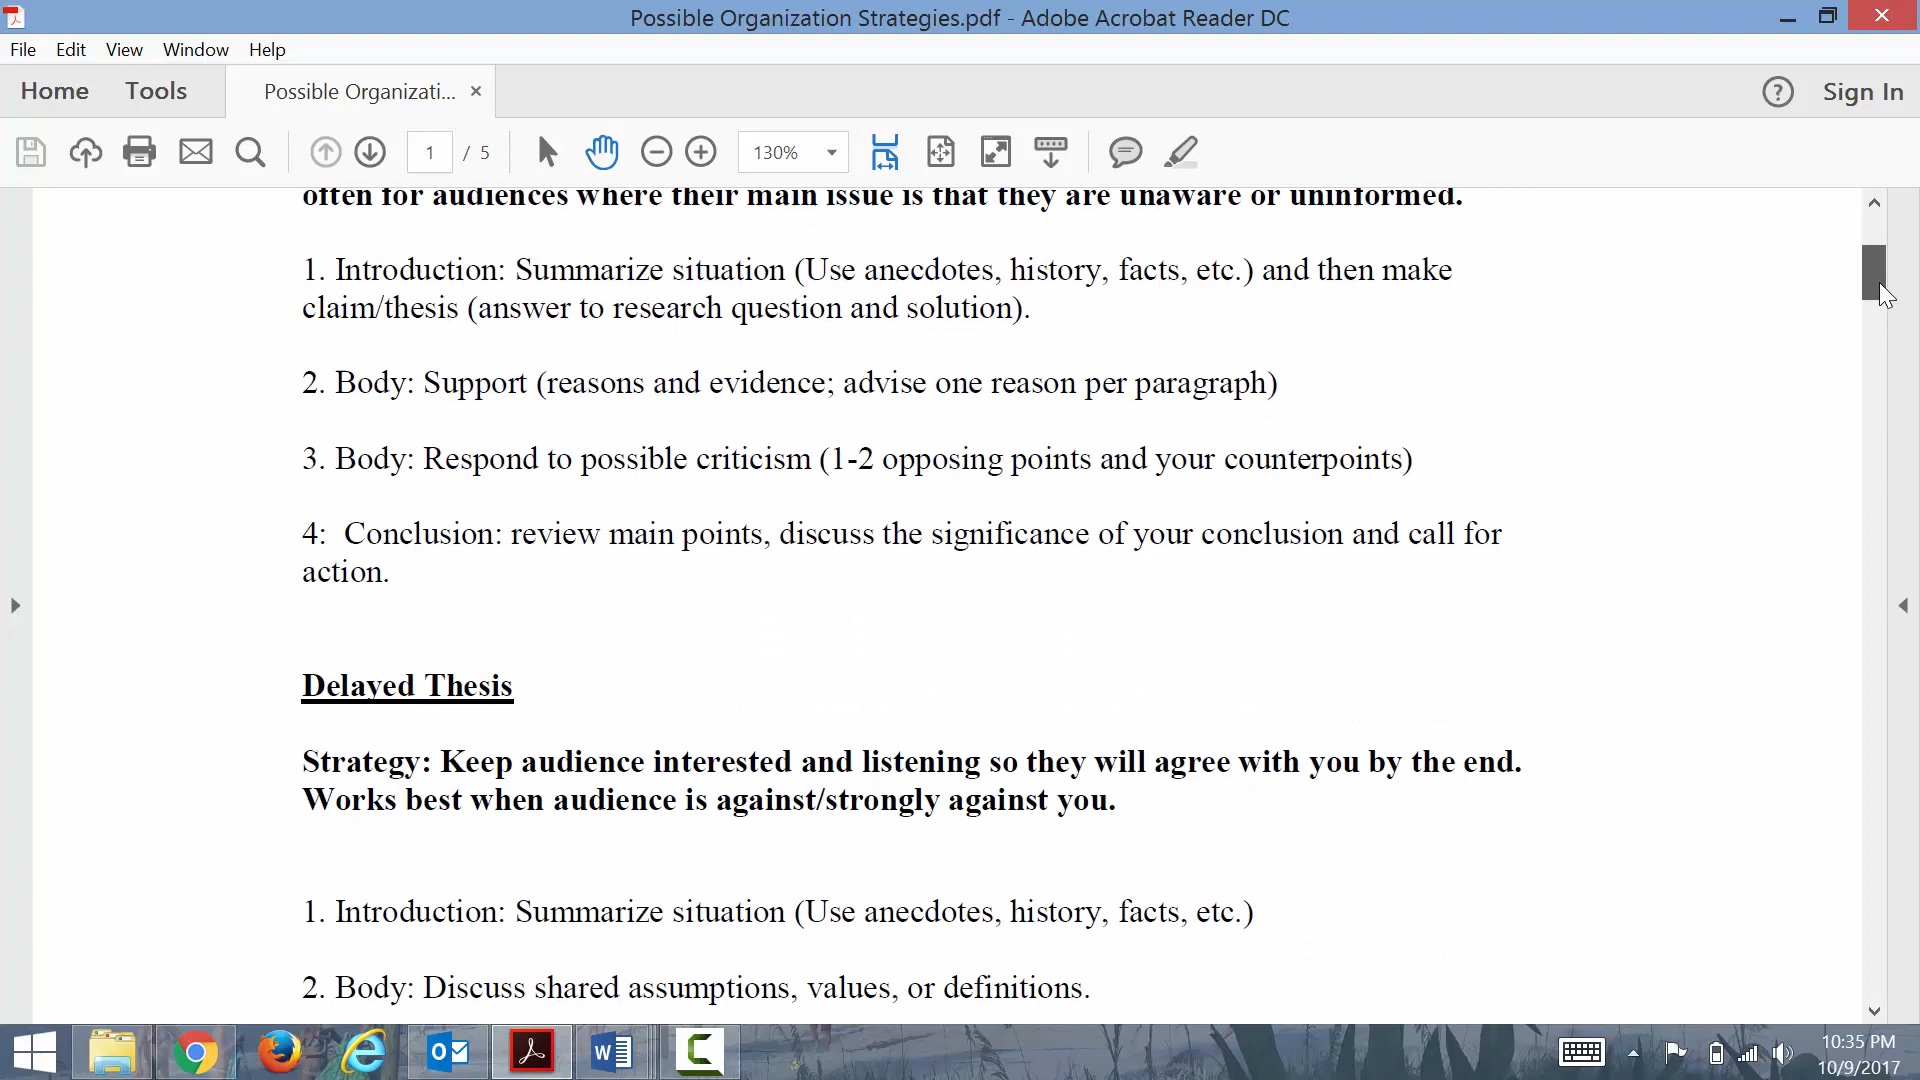 Possible Organization Strategies.pdf - Adobe Acrobat Reader DC
File Edit View Window Help
Home Tools Possible Organizati... × ? Sign In
1 / 5 130%
often for audiences where their main issue is that they are unaware or uninformed.
1. Introduction: Summarize situation (Use anecdotes, history, facts, etc.) and then make
claim/thesis (answer to research question and solution).
2. Body: Support (reasons and evidence; advise one reason per paragraph)
3. Body: Respond to possible criticism (1-2 opposing points and your counterpoints)
4:  Conclusion: review main points, discuss the significance of your conclusion and call for
action.
Delayed Thesis
Strategy: Keep audience interested and listening so they will agree with you by the end.
Works best when audience is against/strongly against you.
1. Introduction: Summarize situation (Use anecdotes, history, facts, etc.)
2. Body: Discuss shared assumptions, values, or definitions.
10:35 PM
10/9/2017